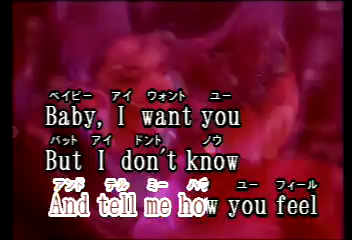 ベイビー アイ ウォント ユー
Baby, I want you
バット アイ ドント ノウ
But I don't know
アンド テル ミー ハウ ユー フィール
And tell me how you feel